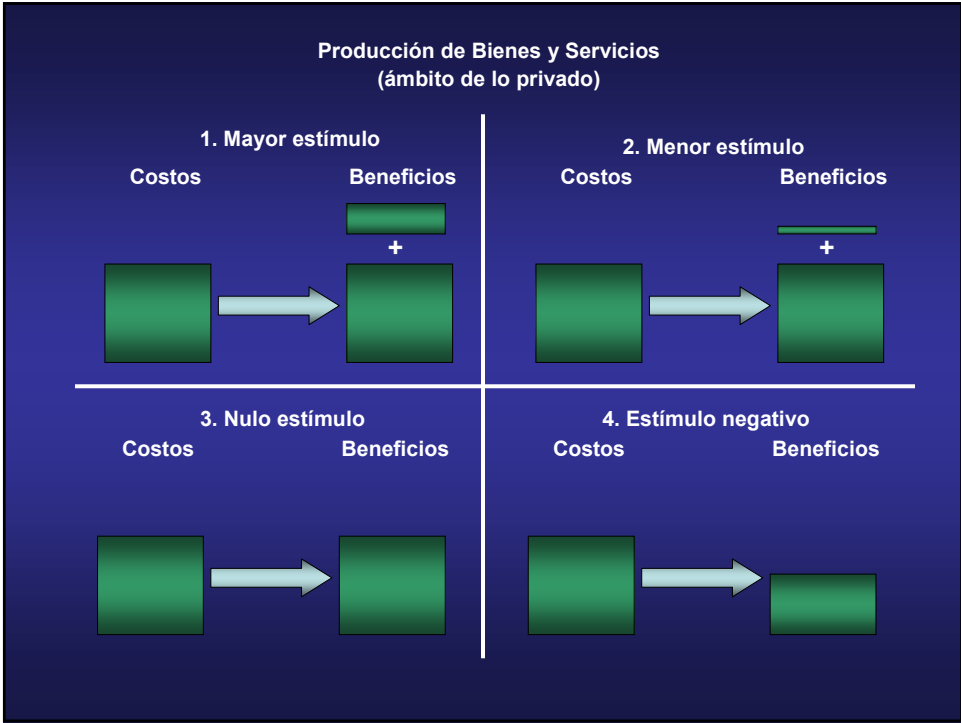 Producción de Bienes y Servicios
(ámbito de lo privado)
1. Mayor estímulo
Costos Beneficios
+
2. Menor estímulo
Costos Beneficios
+
3. Nulo estímulo
Costos Beneficios
4. Estímulo negativo
Costos Beneficios